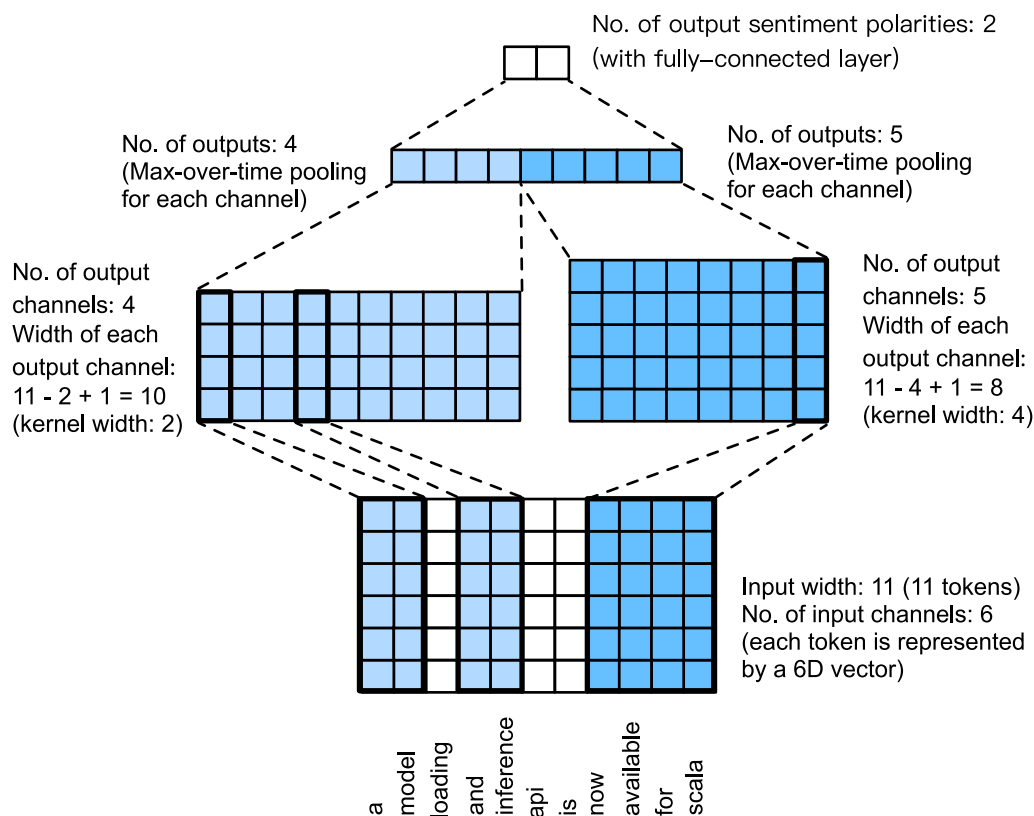 No. of output sentiment polarities: 2
(with fully–connected layer)
No. of outputs: 4
(Max-over-time pooling
for each channel)
No. of outputs: 5
(Max-over-time pooling
for each channel)
No. of output
channels: 4
Width of each
output channel:
11 - 2 + 1 = 10
(kernel width: 2)
No. of output
channels: 5
Width of each
output channel:
11 - 4 + 1 = 8
(kernel width: 4)
Input width: 11 (11 tokens)
No. of input channels: 6
(each token is represented
by a 6D vector)
a
model
loading
and
inference
api
is
now
available
for
scala